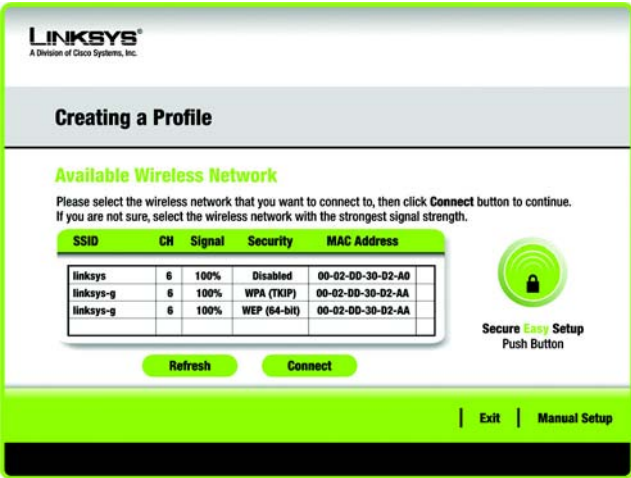 LINKSYS®
A Division of Cisco Systems, Inc.
Creating a Profile
Available Wireless Network
Please select the wireless network that you want to connect to, then click Connect button to continue.
If you are not sure, select the wireless network with the strongest signal strength.
SSID CH Signal Security MAC Address
linksys 6 100% Disabled 00-02-DD-30-D2-A0
linksys-g 6 100% WPA (TKIP) 00-02-DD-30-D2-AA
linksys-g 6 100% WEP (64-bit) 00-02-DD-30-D2-AA
Secure Easy Setup
Push Button
Refresh Connect
Exit Manual Setup